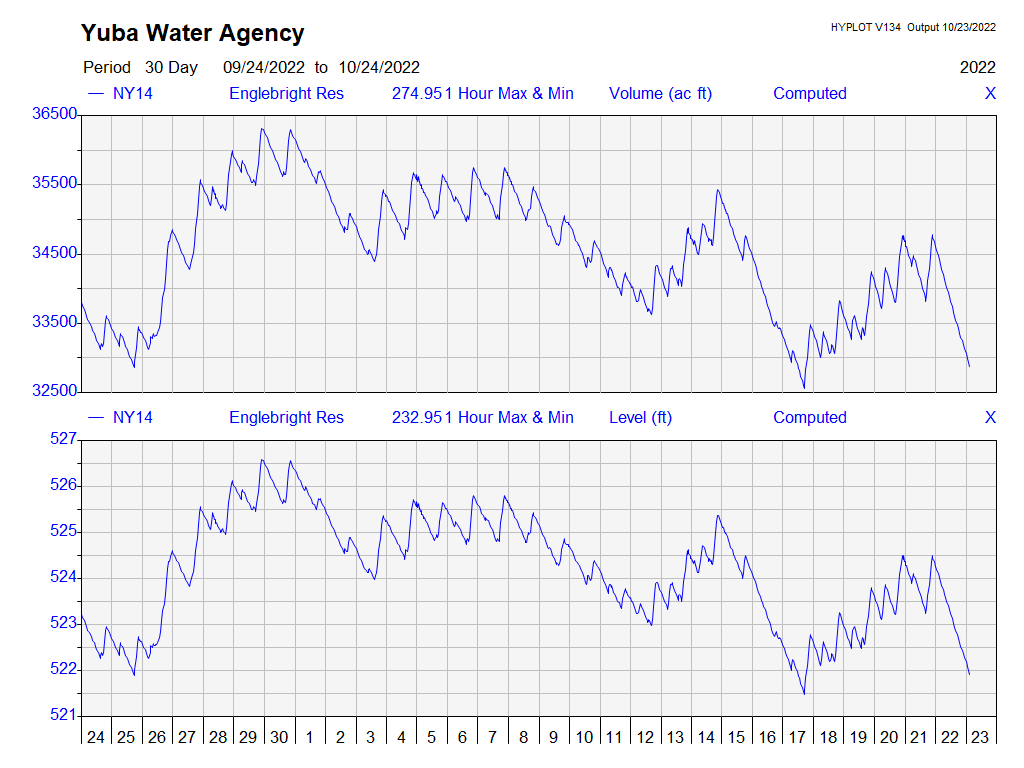 Yuba Water Agency HYPLOT V134 Output 10/23/2022
Period 30 Day 09/24/2022 to 10/24/2022 2022
— NY14 Englebright Res 274.951 Hour Max & Min Volume (ac ft) Computed X
36500
35500
34500
33500
32500
— NY14 Englebright Res 232.951 Hour Max & Min Level (ft) Computed X
527
526
525
524
523
522
521
24 25 26 27 28 29 30 1 2 3 4 5 6 7 8 9 10 11 12 13 14 15 16 17 18 19 20 21 22 23